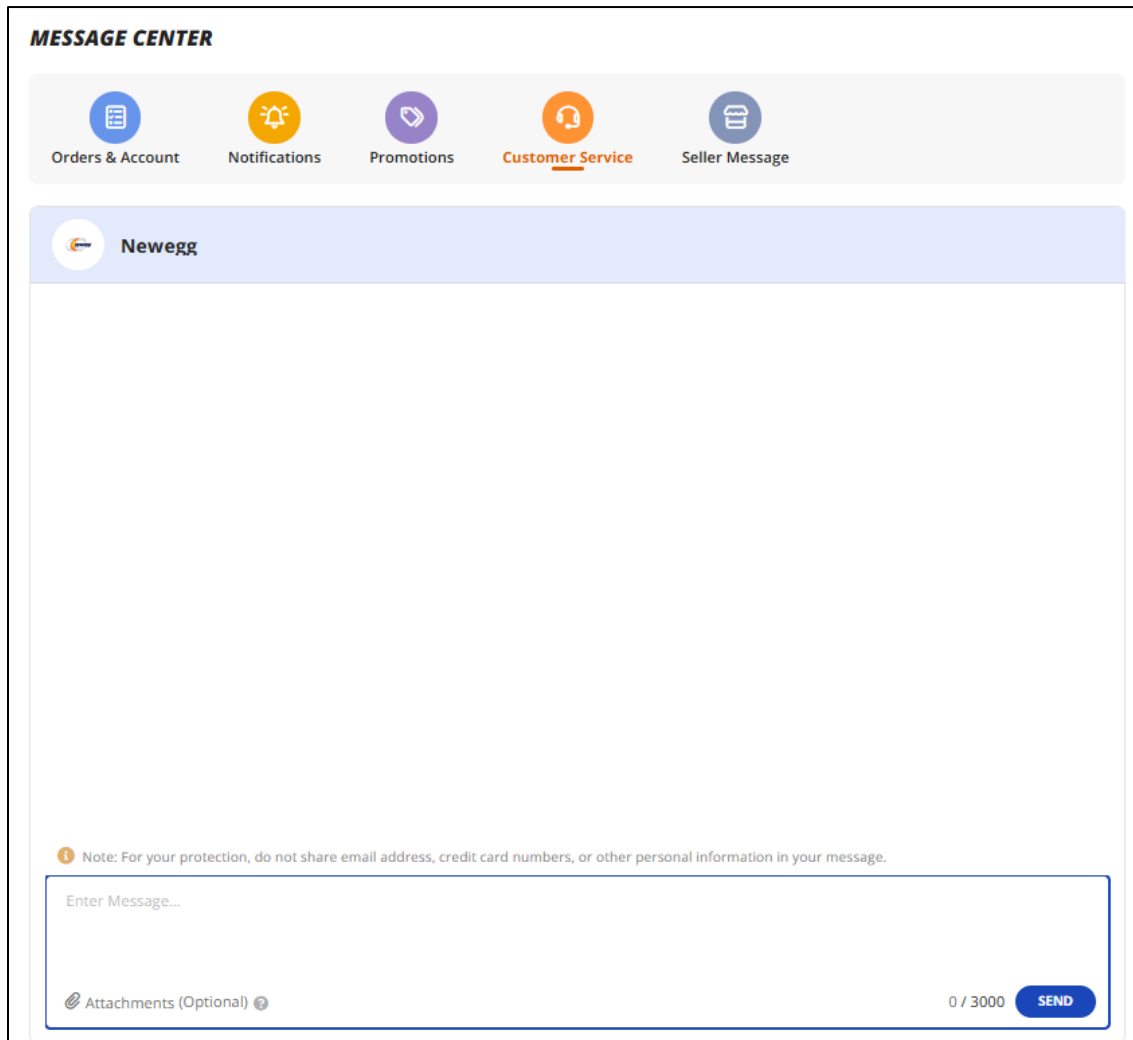 MESSAGE CENTER
Orders & Account
Notifications
Promotions
Customer Service
Seller Message
Newegg
Note: For your protection, do not share email address, credit card numbers, or other personal information in your message.
Enter Message...
Attachments (Optional)
0 / 3000
SEND